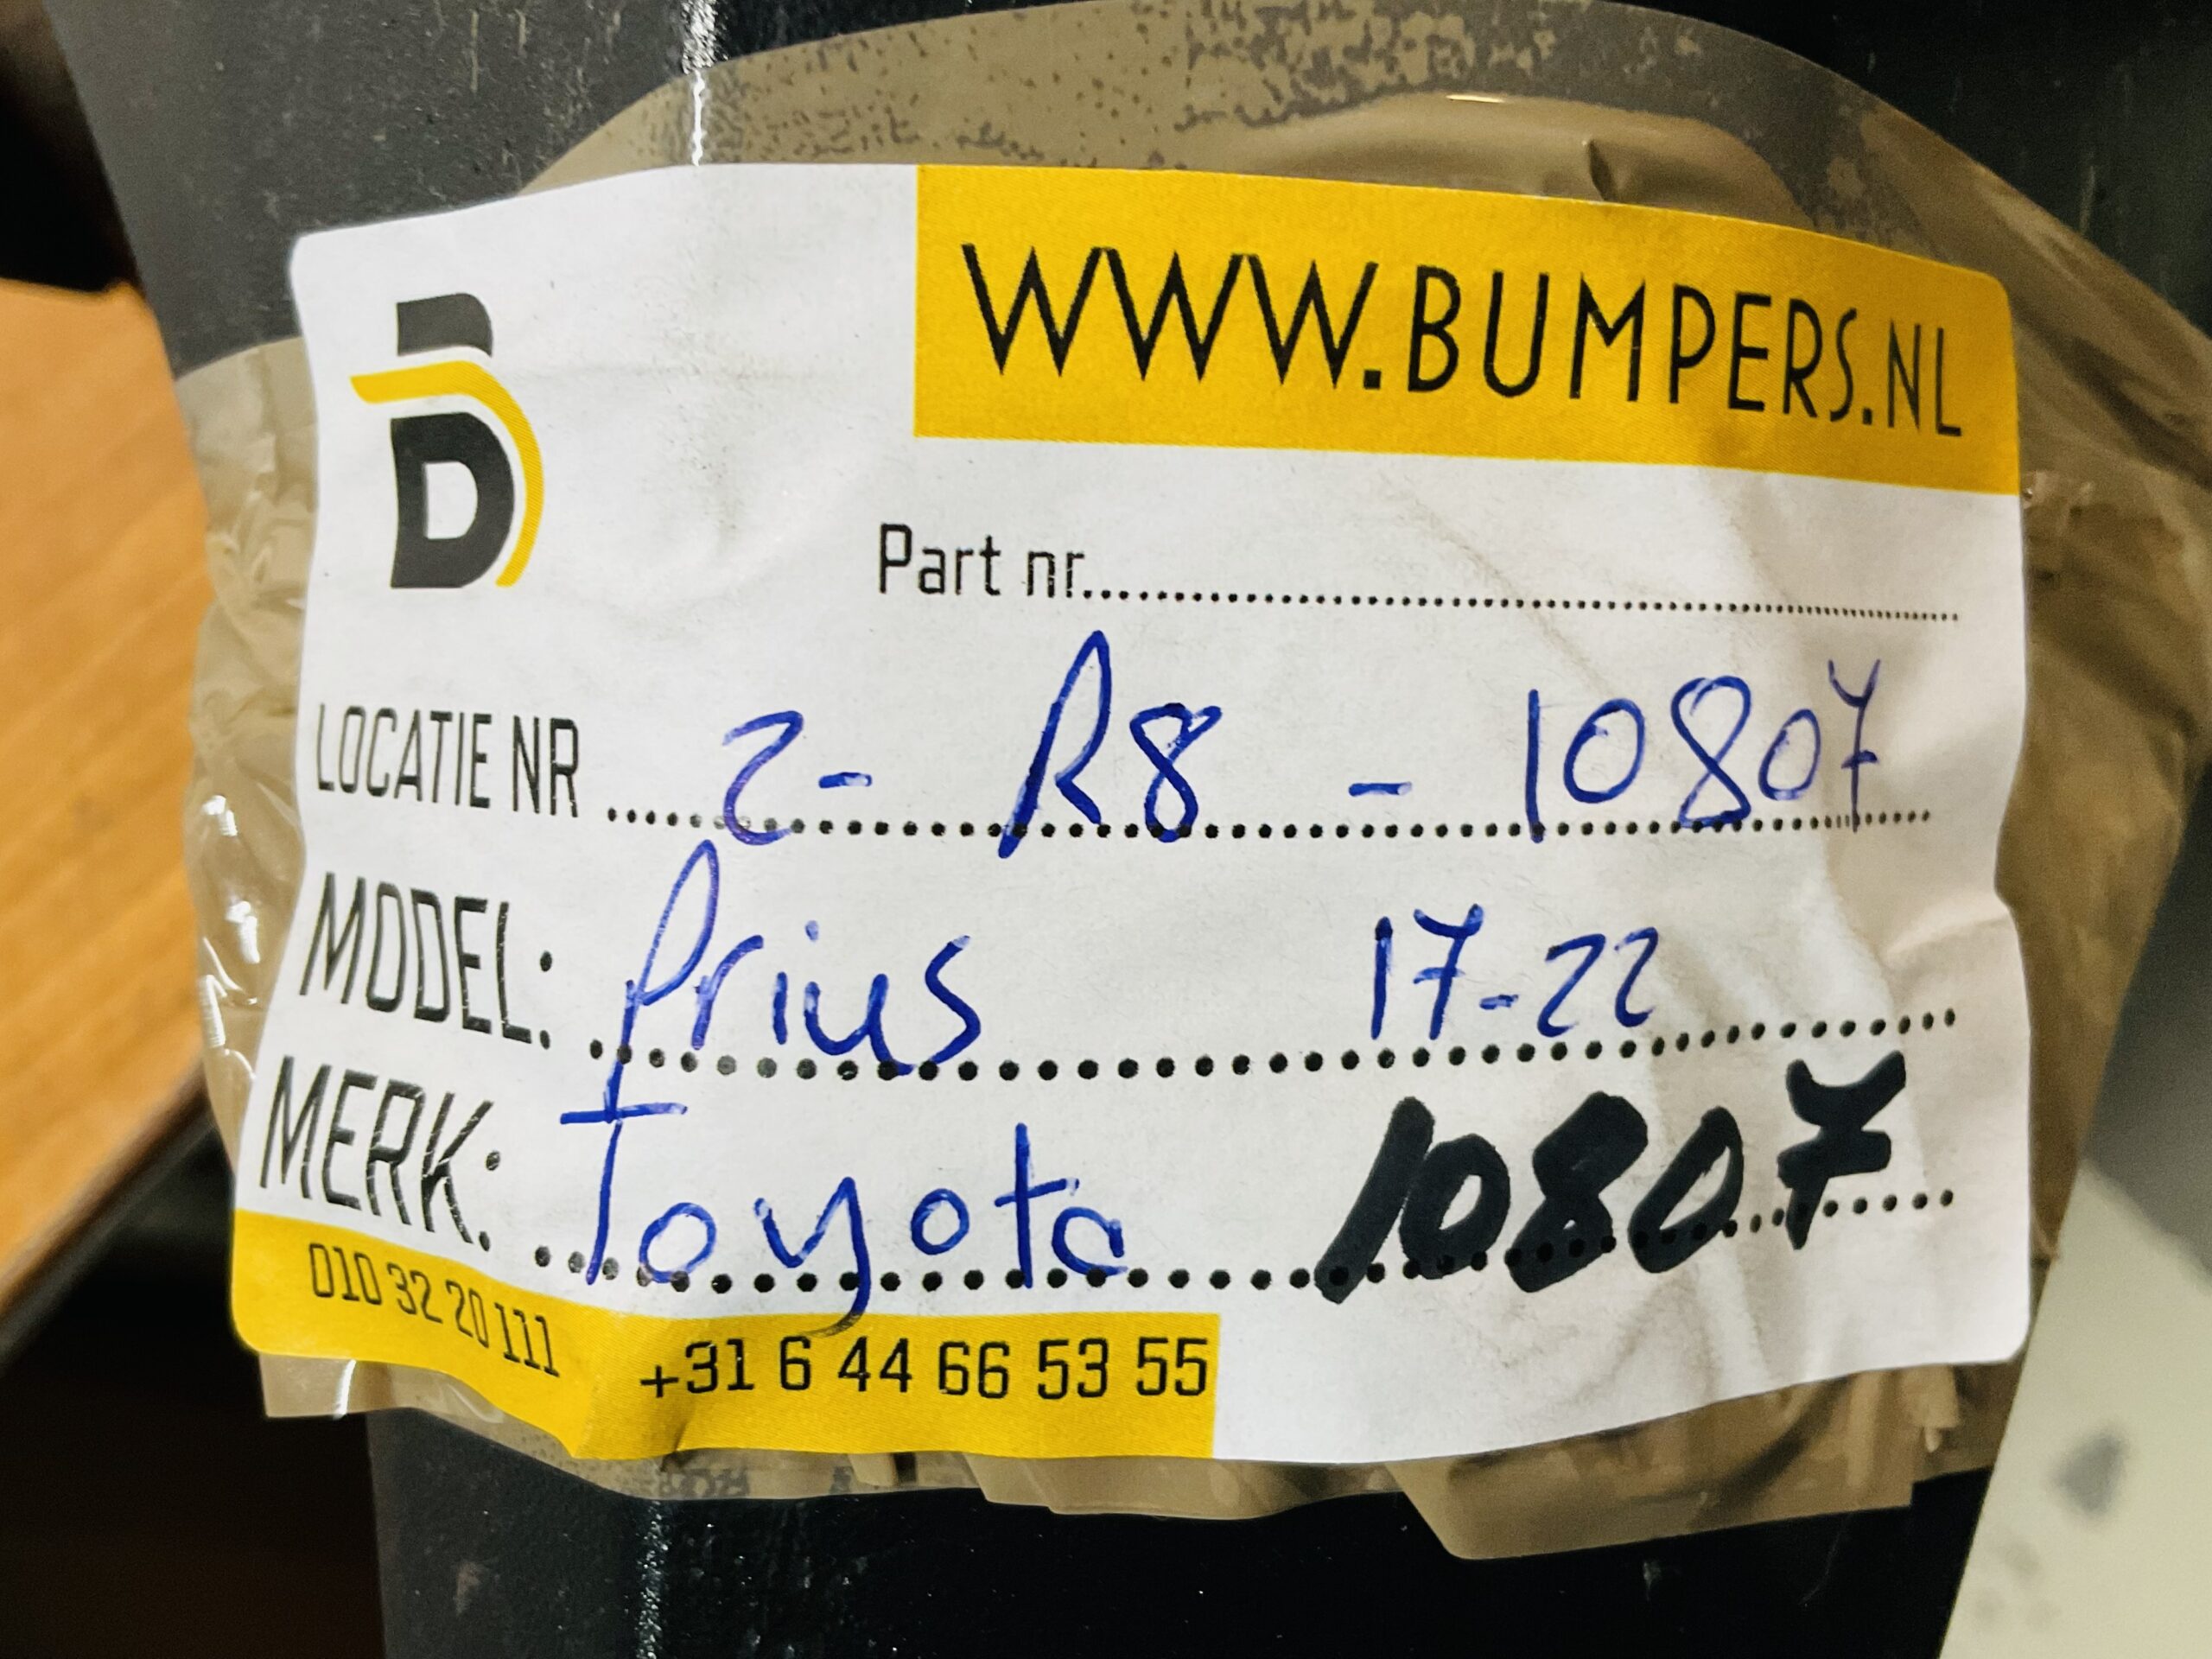 WWW.BUMPERS.NL
B
Part nr..........
LOCATIE NR .......... 2- R8 - 10807
MODEL: Prius 17-22
MERK: Toyota 10807
010 32 20 111 +31 6 44 66 53 55